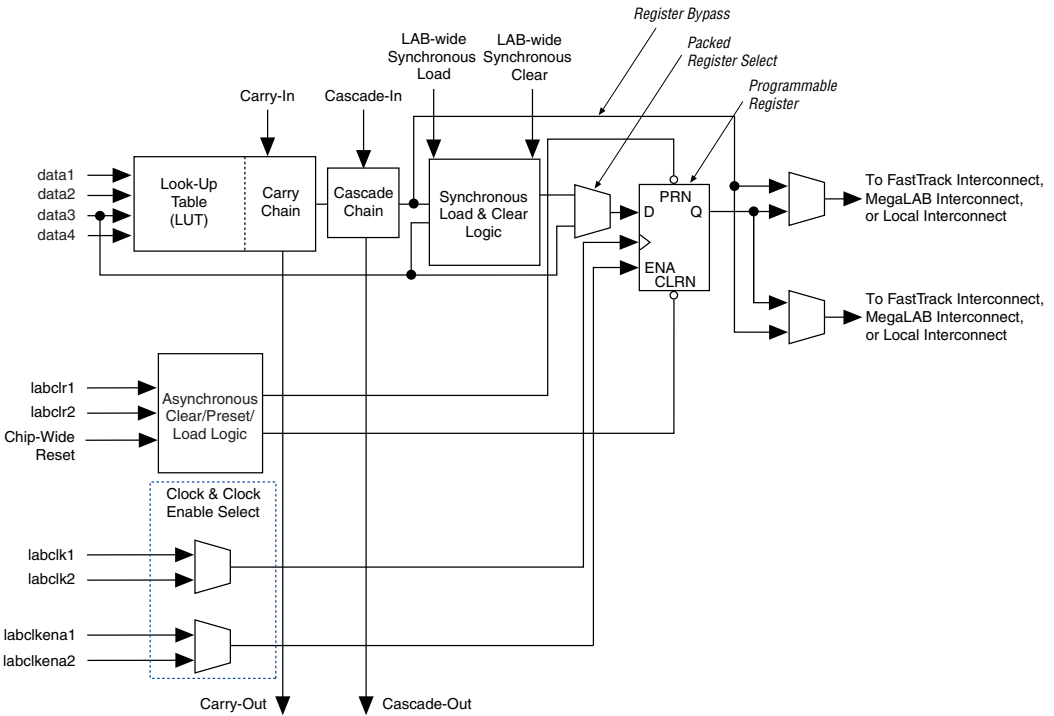 Register Bypass
Packed
Register Select
Programmable
Register
LAB-wide
Synchronous
Load
LAB-wide
Synchronous
Clear
Carry-In
Cascade-In
data1
data2
data3
data4
Look-Up
Table
(LUT)
Carry
Chain
Cascade
Chain
Synchronous
Load & Clear
Logic
PRN
D
Q
ENA
CLRN
To FastTrack Interconnect,
MegaLAB Interconnect,
or Local Interconnect
To FastTrack Interconnect,
MegaLAB Interconnect,
or Local Interconnect
labclr1
labclr2
Chip-Wide
Reset
Asynchronous
Clear/Preset/
Load Logic
Clock & Clock
Enable Select
labclk1
labclk2
labclkena1
labclkena2
Carry-Out
Cascade-Out